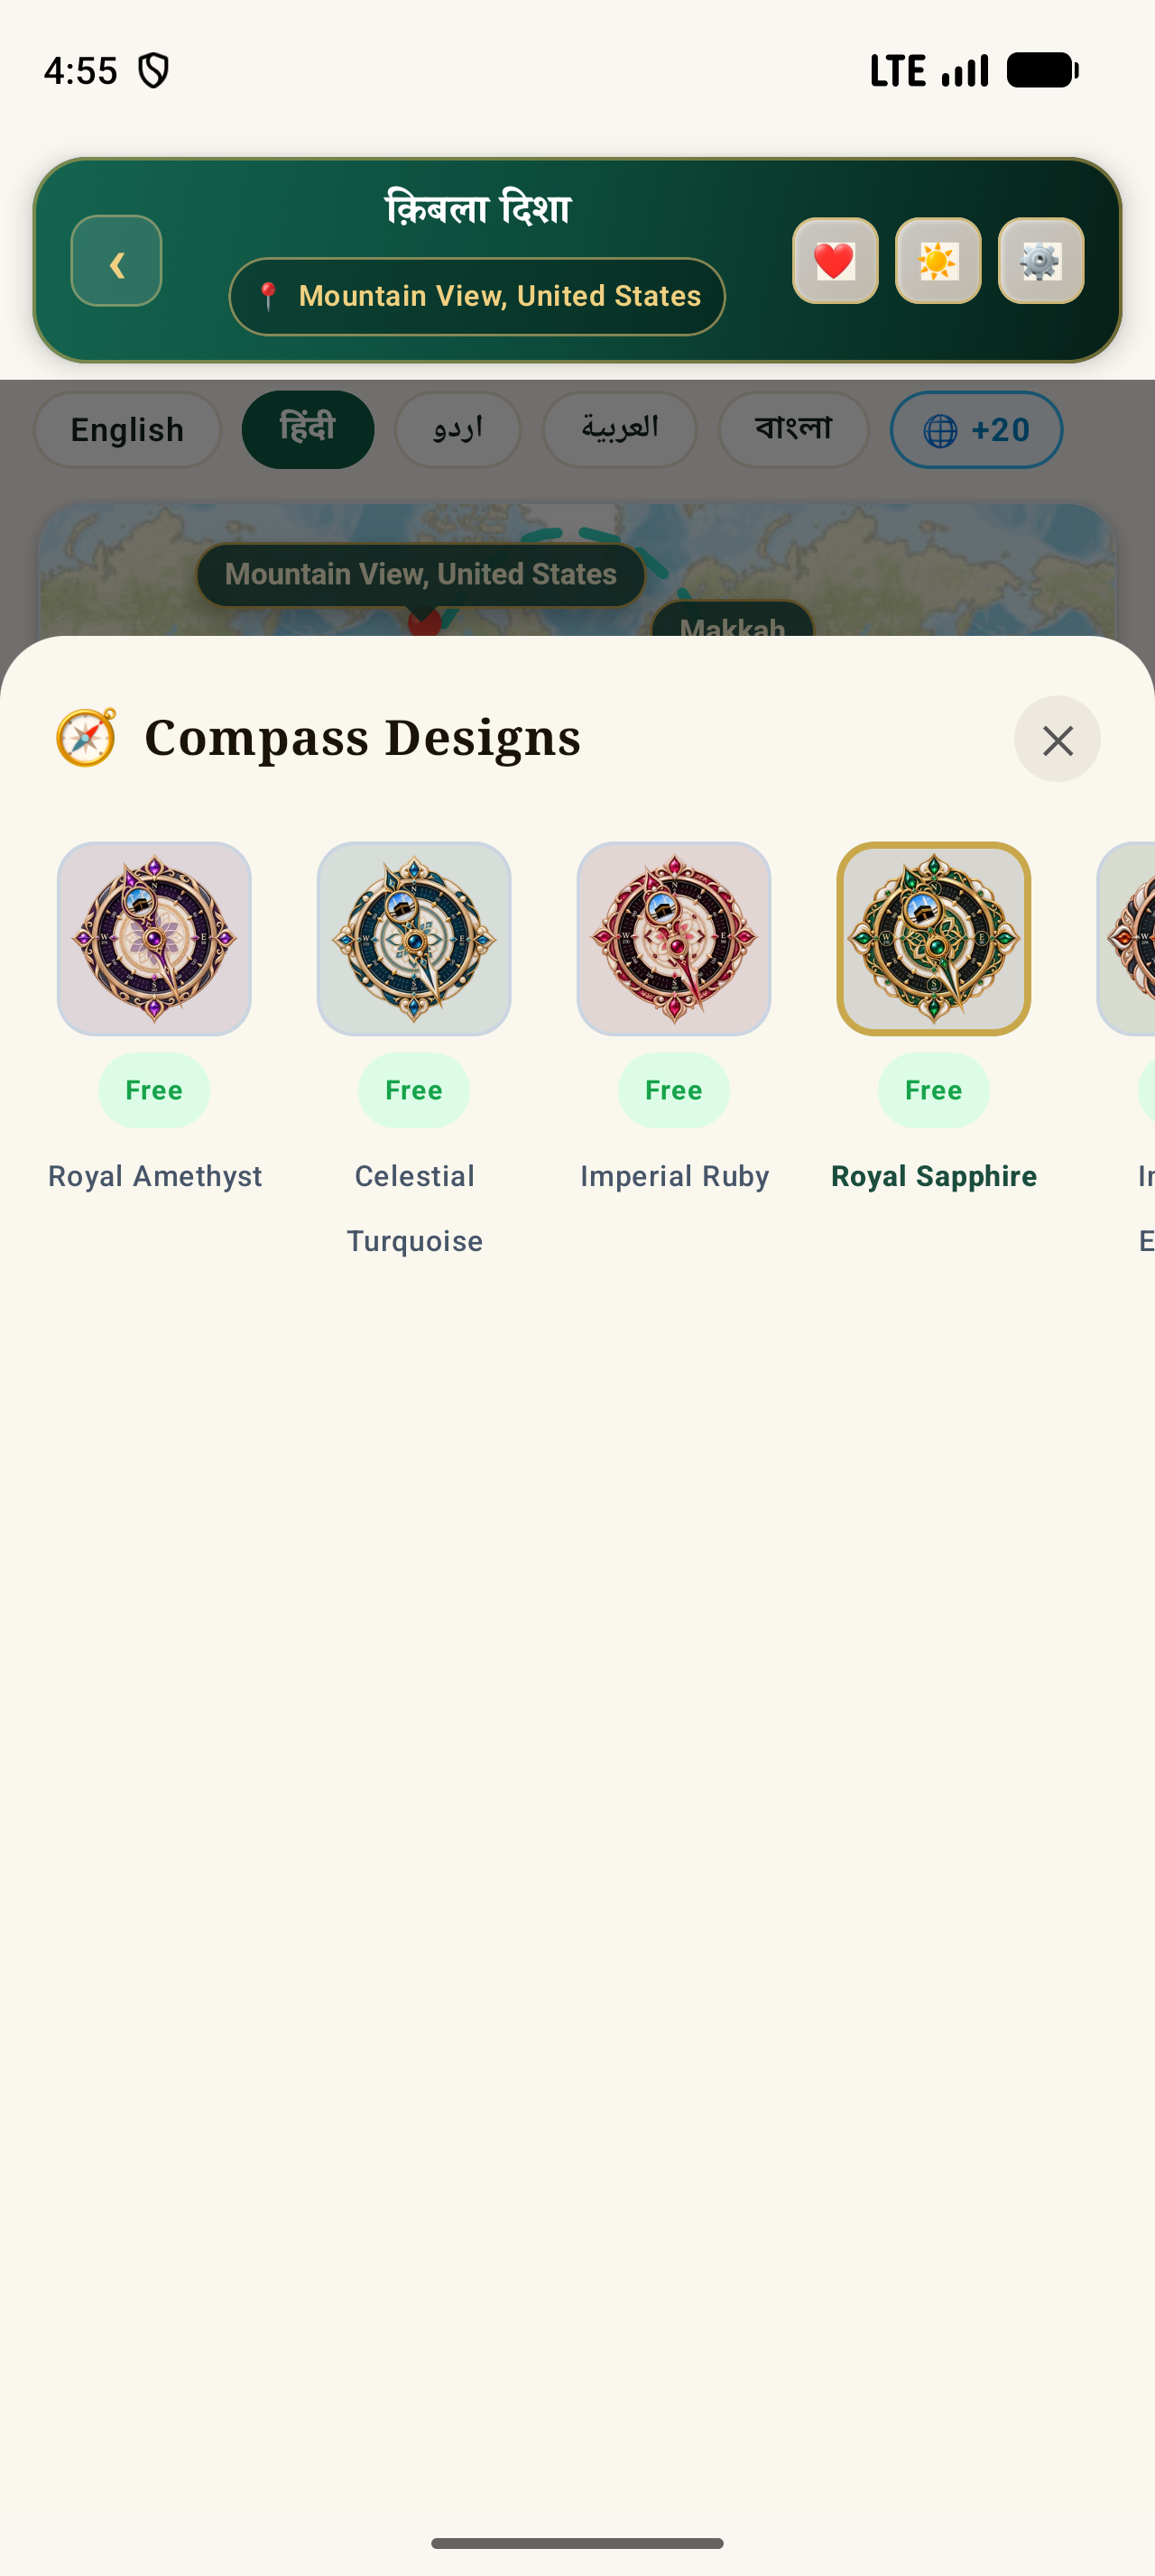 4:55
LTE
क़िबला दिशा
Mountain View, United States
English
हिंदी
اردو
العربية
বাংলা
+20
Mountain View, United States
Makkah
Compass Designs
Free
Free
Free
Free
Royal Amethyst
Celestial
Turquoise
Imperial Ruby
Royal Sapphire